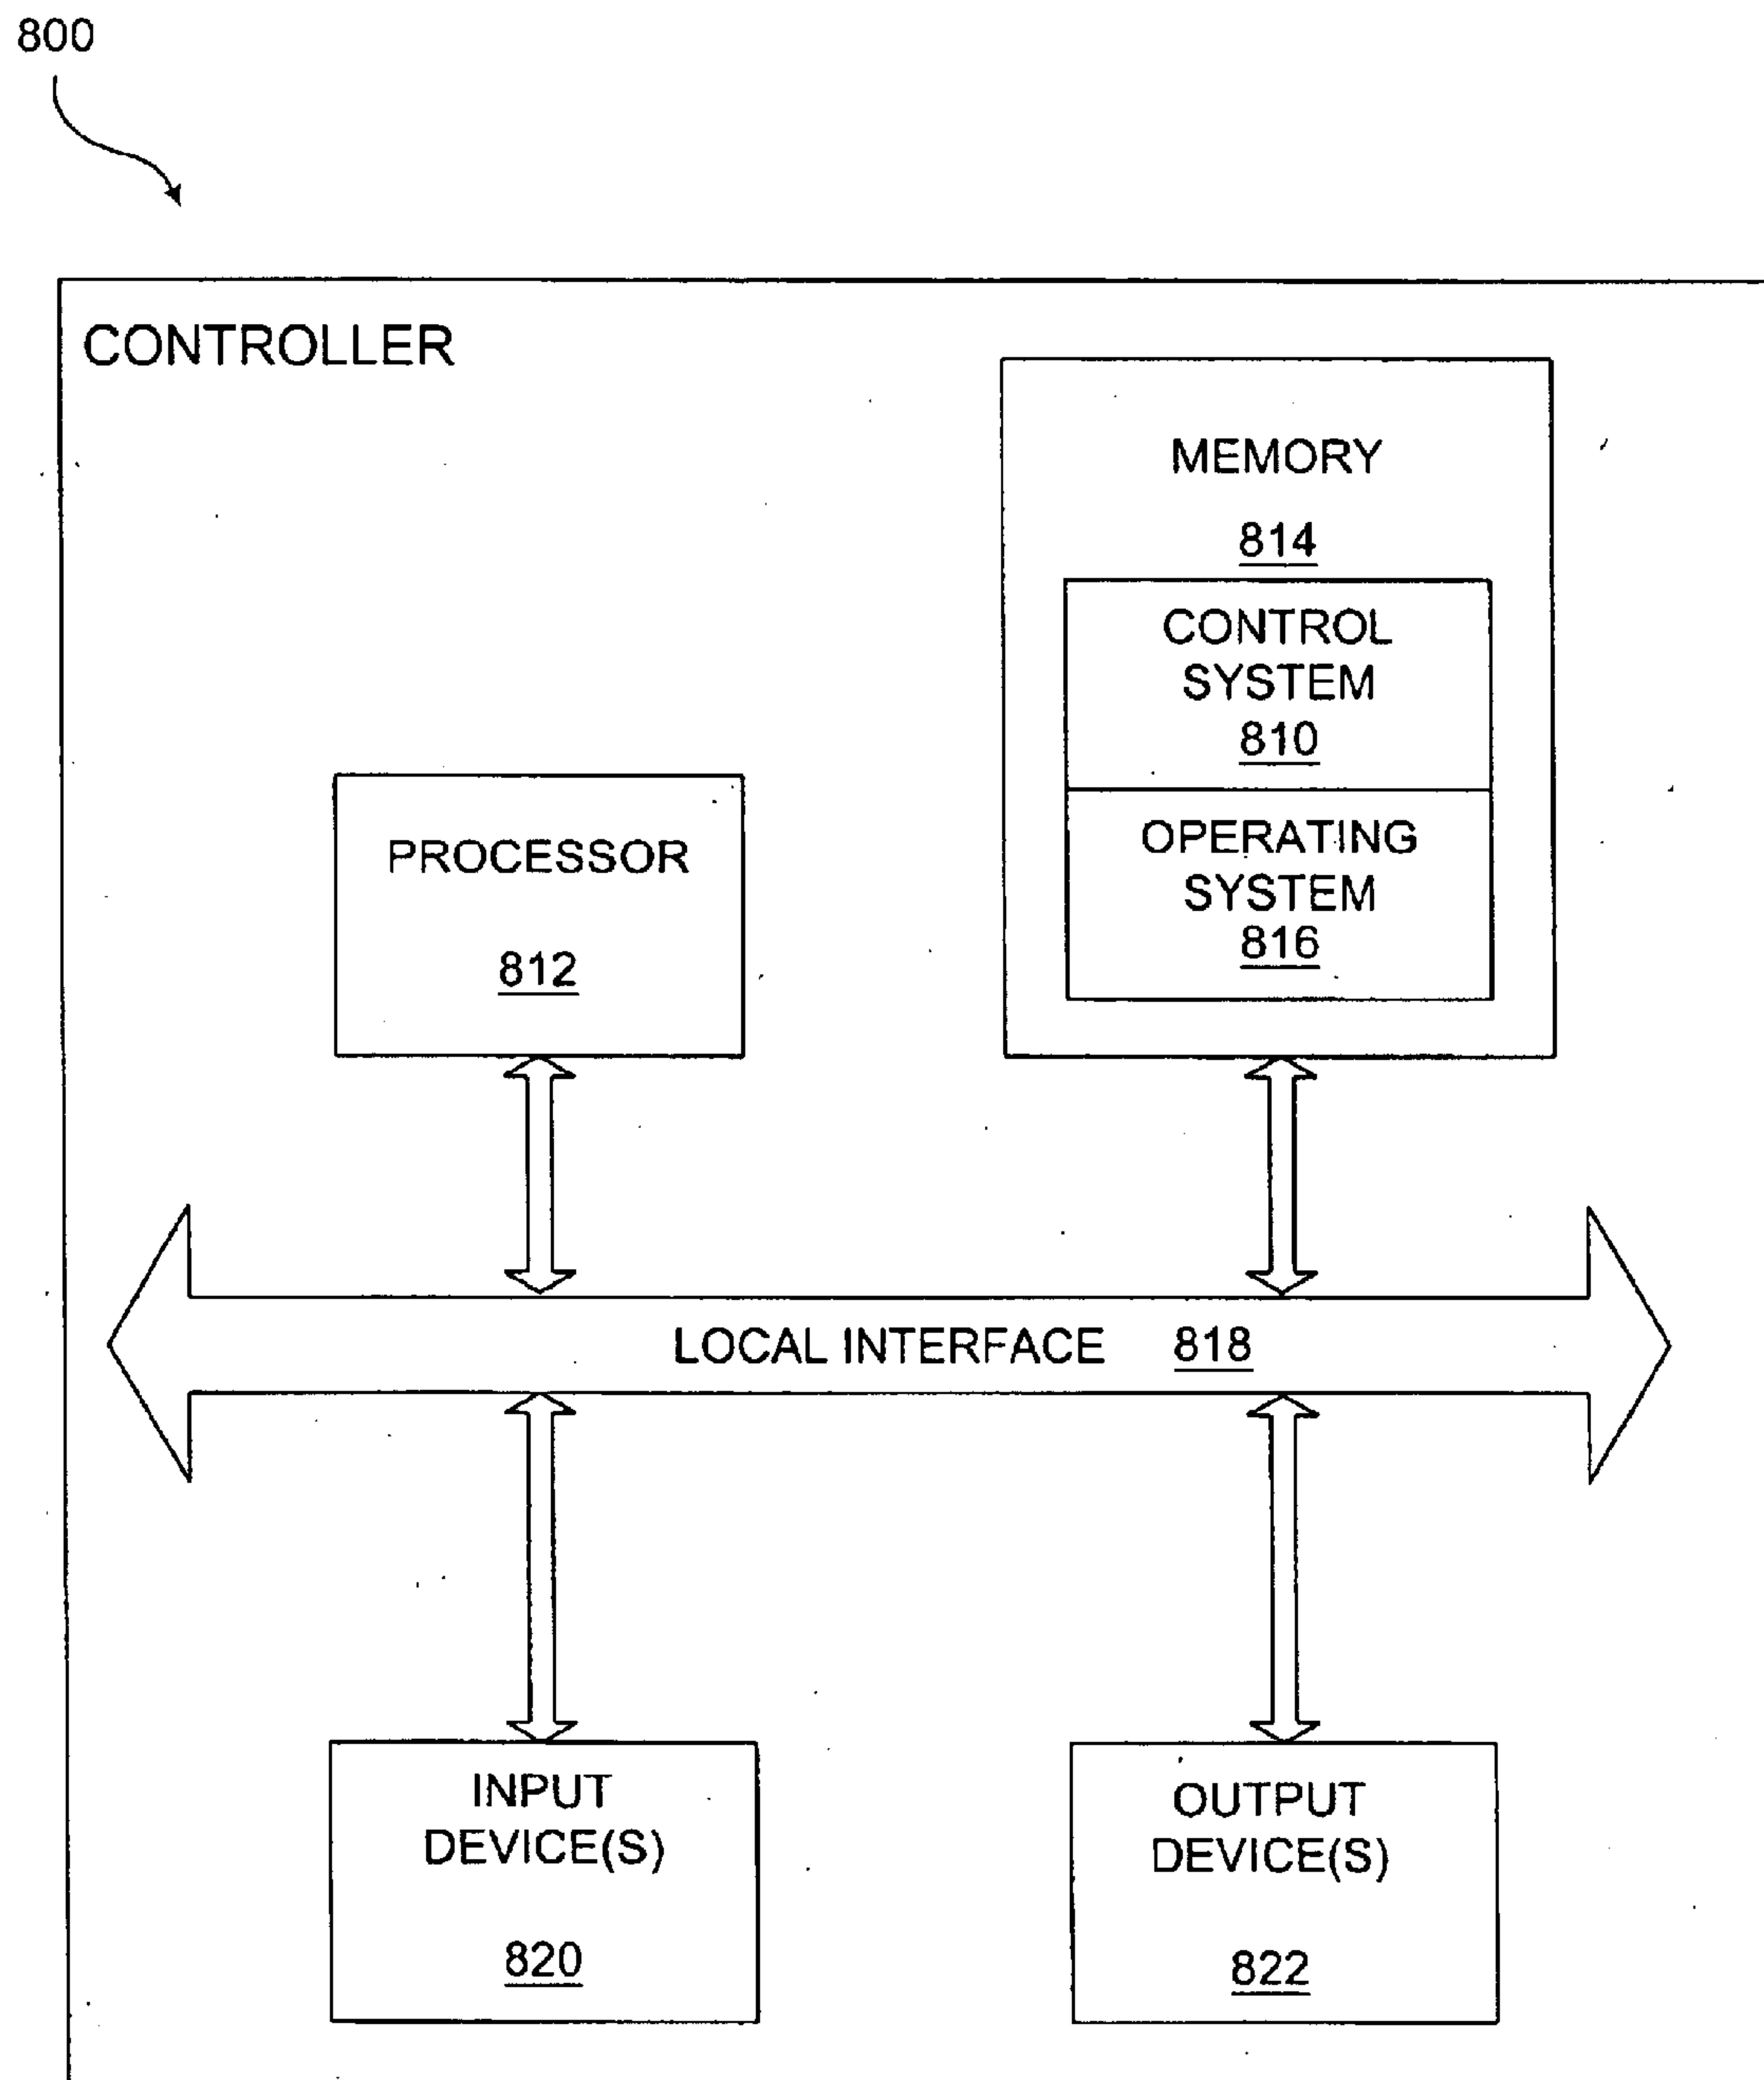 800
CONTROLLER
MEMORY
814
CONTROL
SYSTEM
810
OPERATING
SYSTEM
816
PROCESSOR
812
LOCAL INTERFACE 818
INPUT
DEVICE(S)
820
OUTPUT
DEVICE(S)
822